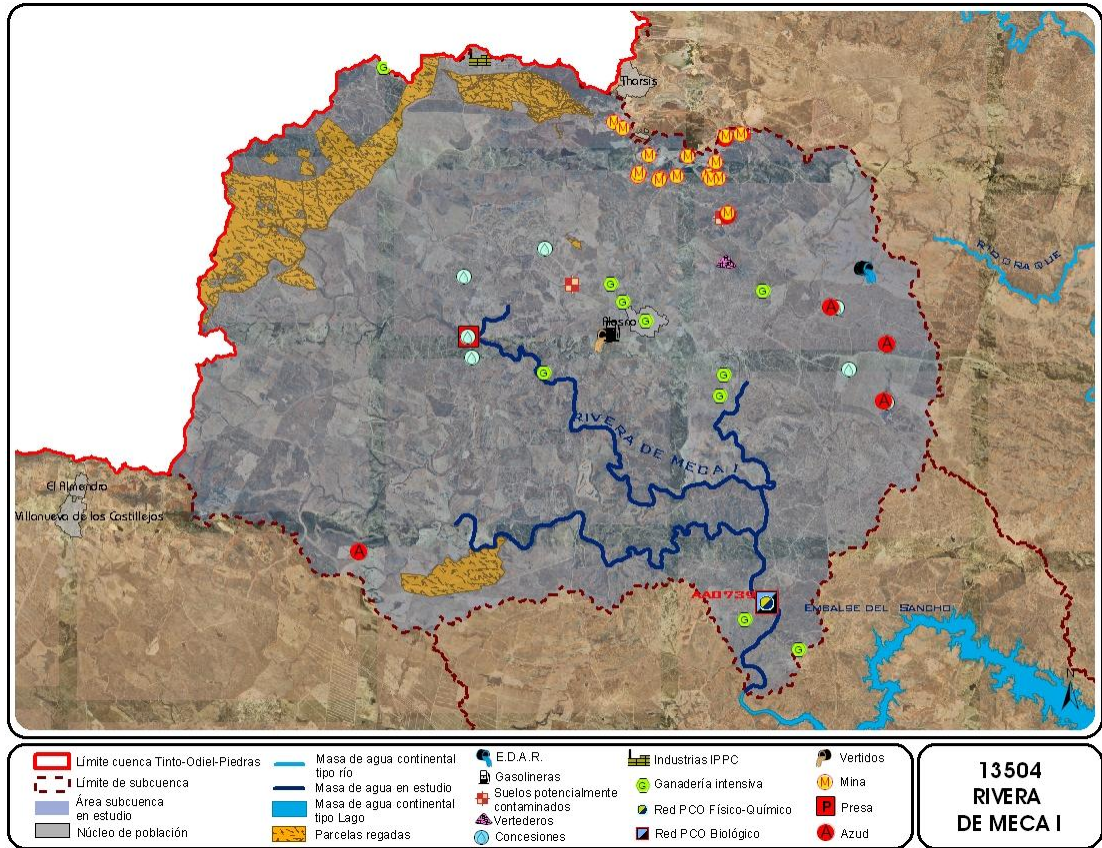 Tharsis
RIO ORAQUE
Alosno
RIVERA DE MECA I
El Almendro
Villanueva de los Castillejos
AA0739
EMBALSE DEL SANCHO
N
Límite cuenca Tinto-Odiel-Piedras
Límite de subcuenca
Área subcuenca
en estudio
Núcleo de población
Masa de agua continental
tipo río
Masa de agua en estudio
Masa de agua continental
tipo Lago
Parcelas regadas
E.D.A.R.
Gasolineras
Suelos potencialmente
contaminados
Vertederos
Concesiones
Industrias IPPC
G Ganadería intensiva
Red PCO Físico-Químico
Red PCO Biológico
Vertidos
M Mina
P Presa
A Azud
13504
RIVERA
DE MECA I